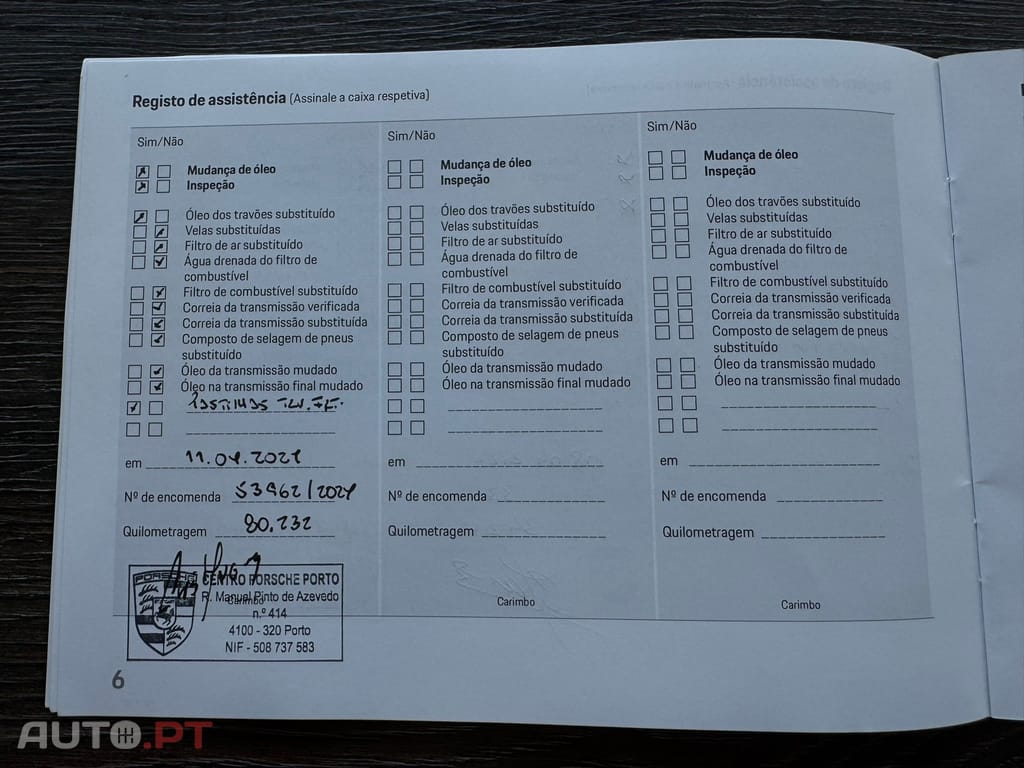 Registo de assistência (Assinale a caixa respetiva)
Sim/Não
Mudança de óleo
Inspeção
Óleo dos travões substituído
Velas substituídas
Filtro de ar substituído
Água drenada do filtro de
combustível
Filtro de combustível substituído
Correia da transmissão verificada
Correia da transmissão substituída
Composto de selagem de pneus
substituído
Óleo da transmissão mudado
Óleo na transmissão final mudado
em
Nº de encomenda
Quilometragem 80.232
Carimbo
PORSCHE
CENTRO PORSCHE PORTO
R. Manuel Pinto de Azevedo
n.º 414
4100 - 320 Porto
NIF - 508 737 583
Sim/Não
Mudança de óleo
Inspeção
Óleo dos travões substituído
Velas substituídas
Filtro de ar substituído
Água drenada do filtro de
combustível
Filtro de combustível substituído
Correia da transmissão verificada
Correia da transmissão substituída
Composto de selagem de pneus
substituído
Óleo da transmissão mudado
Óleo na transmissão final mudado
em
Nº de encomenda
Quilometragem
Carimbo
Sim/Não
Mudança de óleo
Inspeção
Óleo dos travões substituído
Velas substituídas
Filtro de ar substituído
Água drenada do filtro de
combustível
Filtro de combustível substituído
Correia da transmissão verificada
Correia da transmissão substituída
Composto de selagem de pneus
substituído
Óleo da transmissão mudado
Óleo na transmissão final mudado
em
Nº de encomenda
Quilometragem
Carimbo
6
AUTO.PT